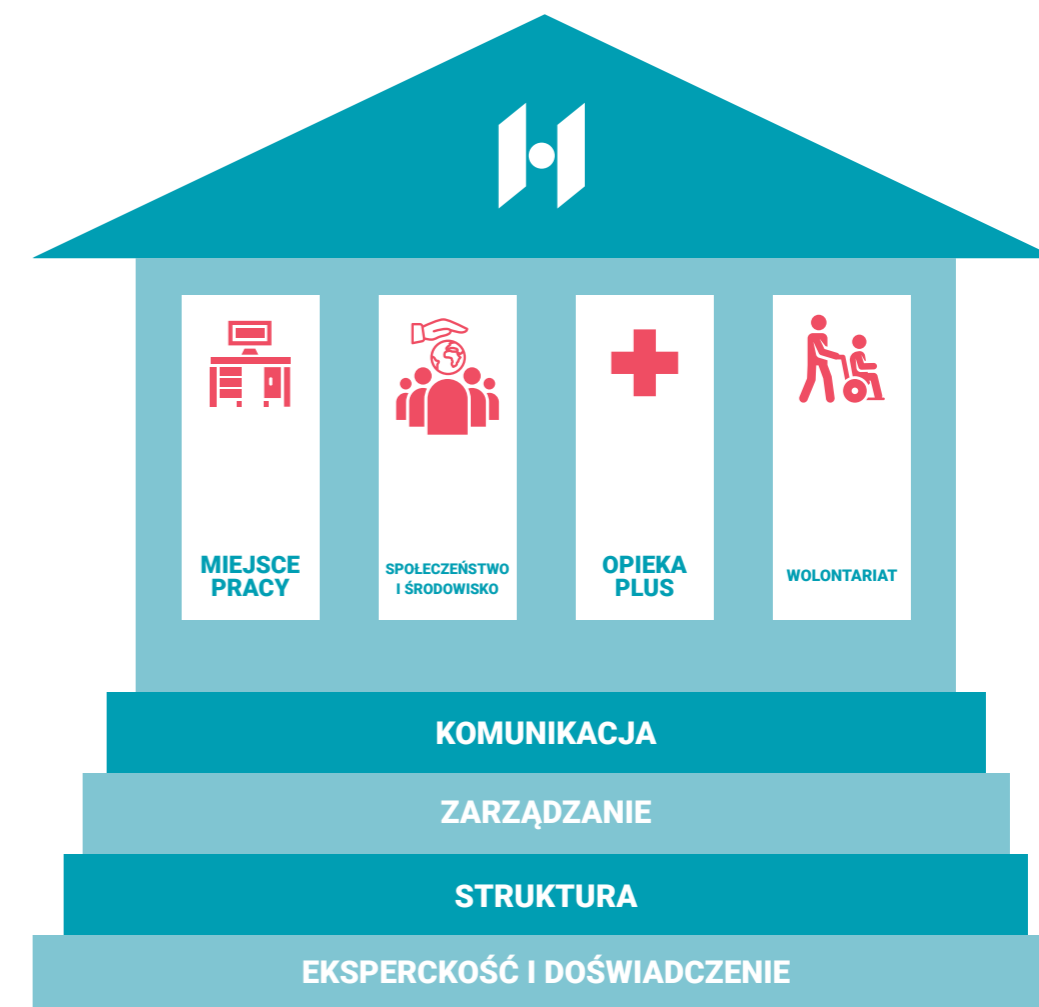 MIEJSCE
PRACY
SPOŁECZEŃSTWO
I ŚRODOWISKO
OPIEKA
PLUS
WOLONTARIAT
KOMUNIKACJA
ZARZĄDZANIE
STRUKTURA
EKSPERCKOŚĆ I DOŚWIADCZENIE